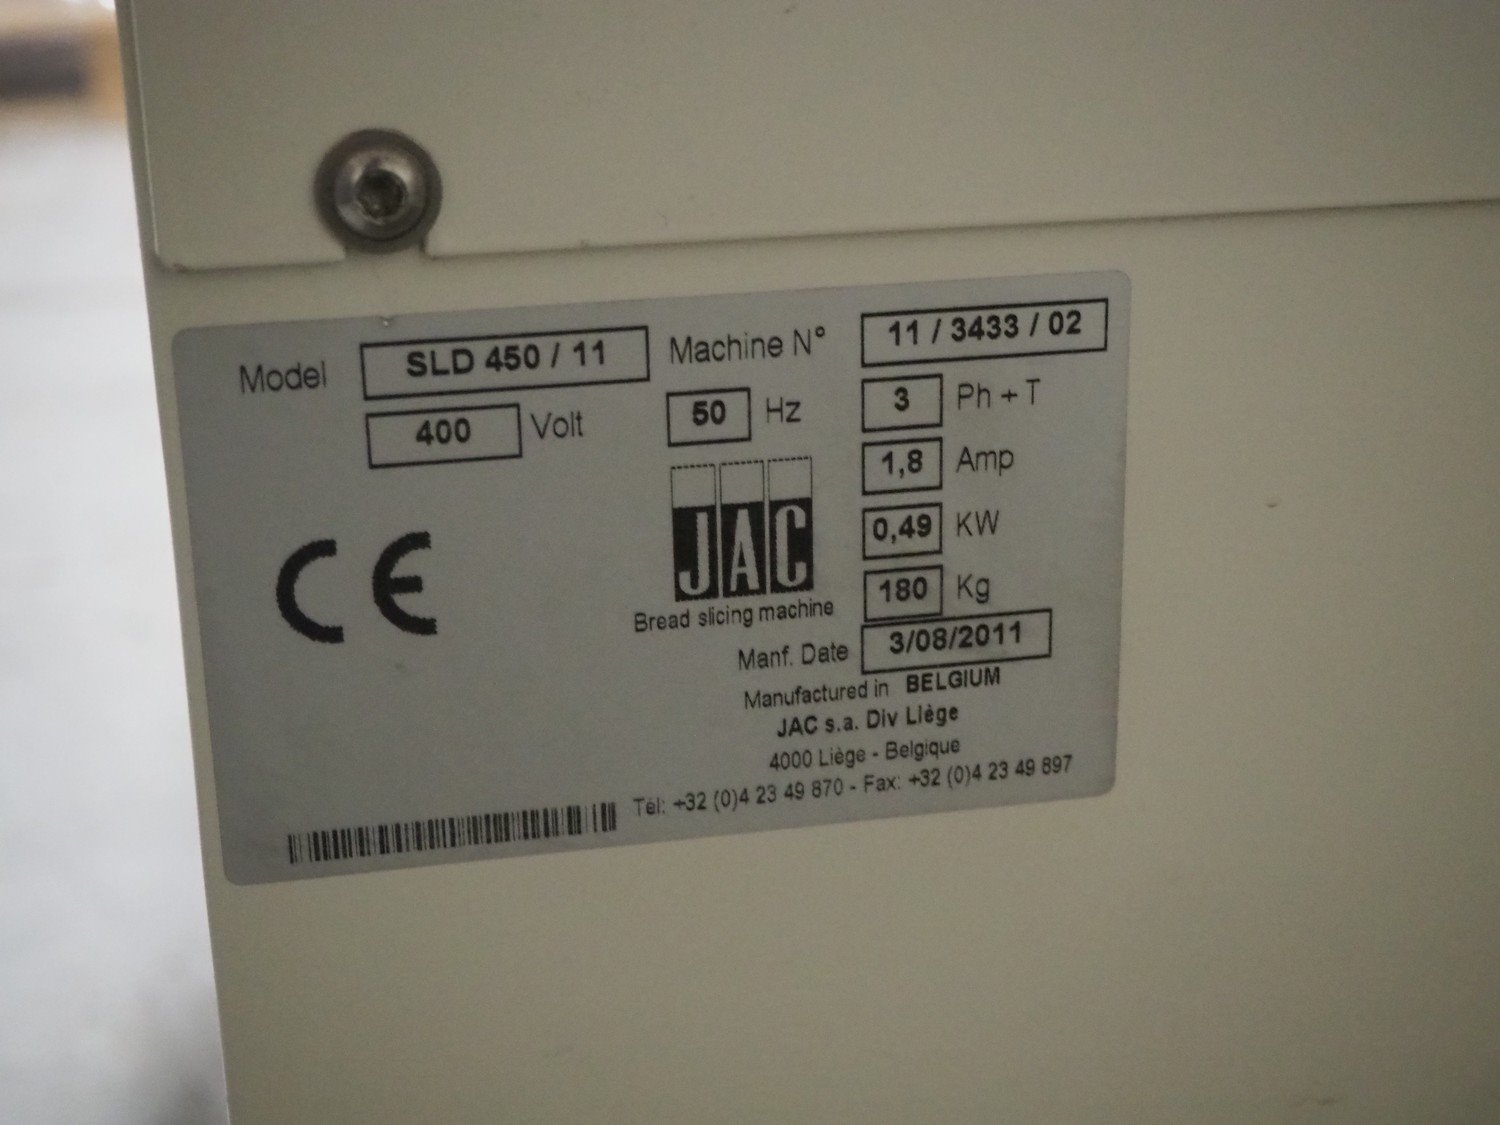 Model SLD 450 / 11 Machine N° 11 / 3433 / 02
400 Volt 50 Hz 3 Ph + T
1,8 Amp
0,49 KW
180 Kg
CE
JAC
Bread slicing machine
Manf. Date 3/08/2011
Manufactured in BELGIUM
JAC s.a. Div Liège
4000 Liège - Belgique
Tél: +32 (0)4 23 49 870 - Fax: +32 (0)4 23 49 897